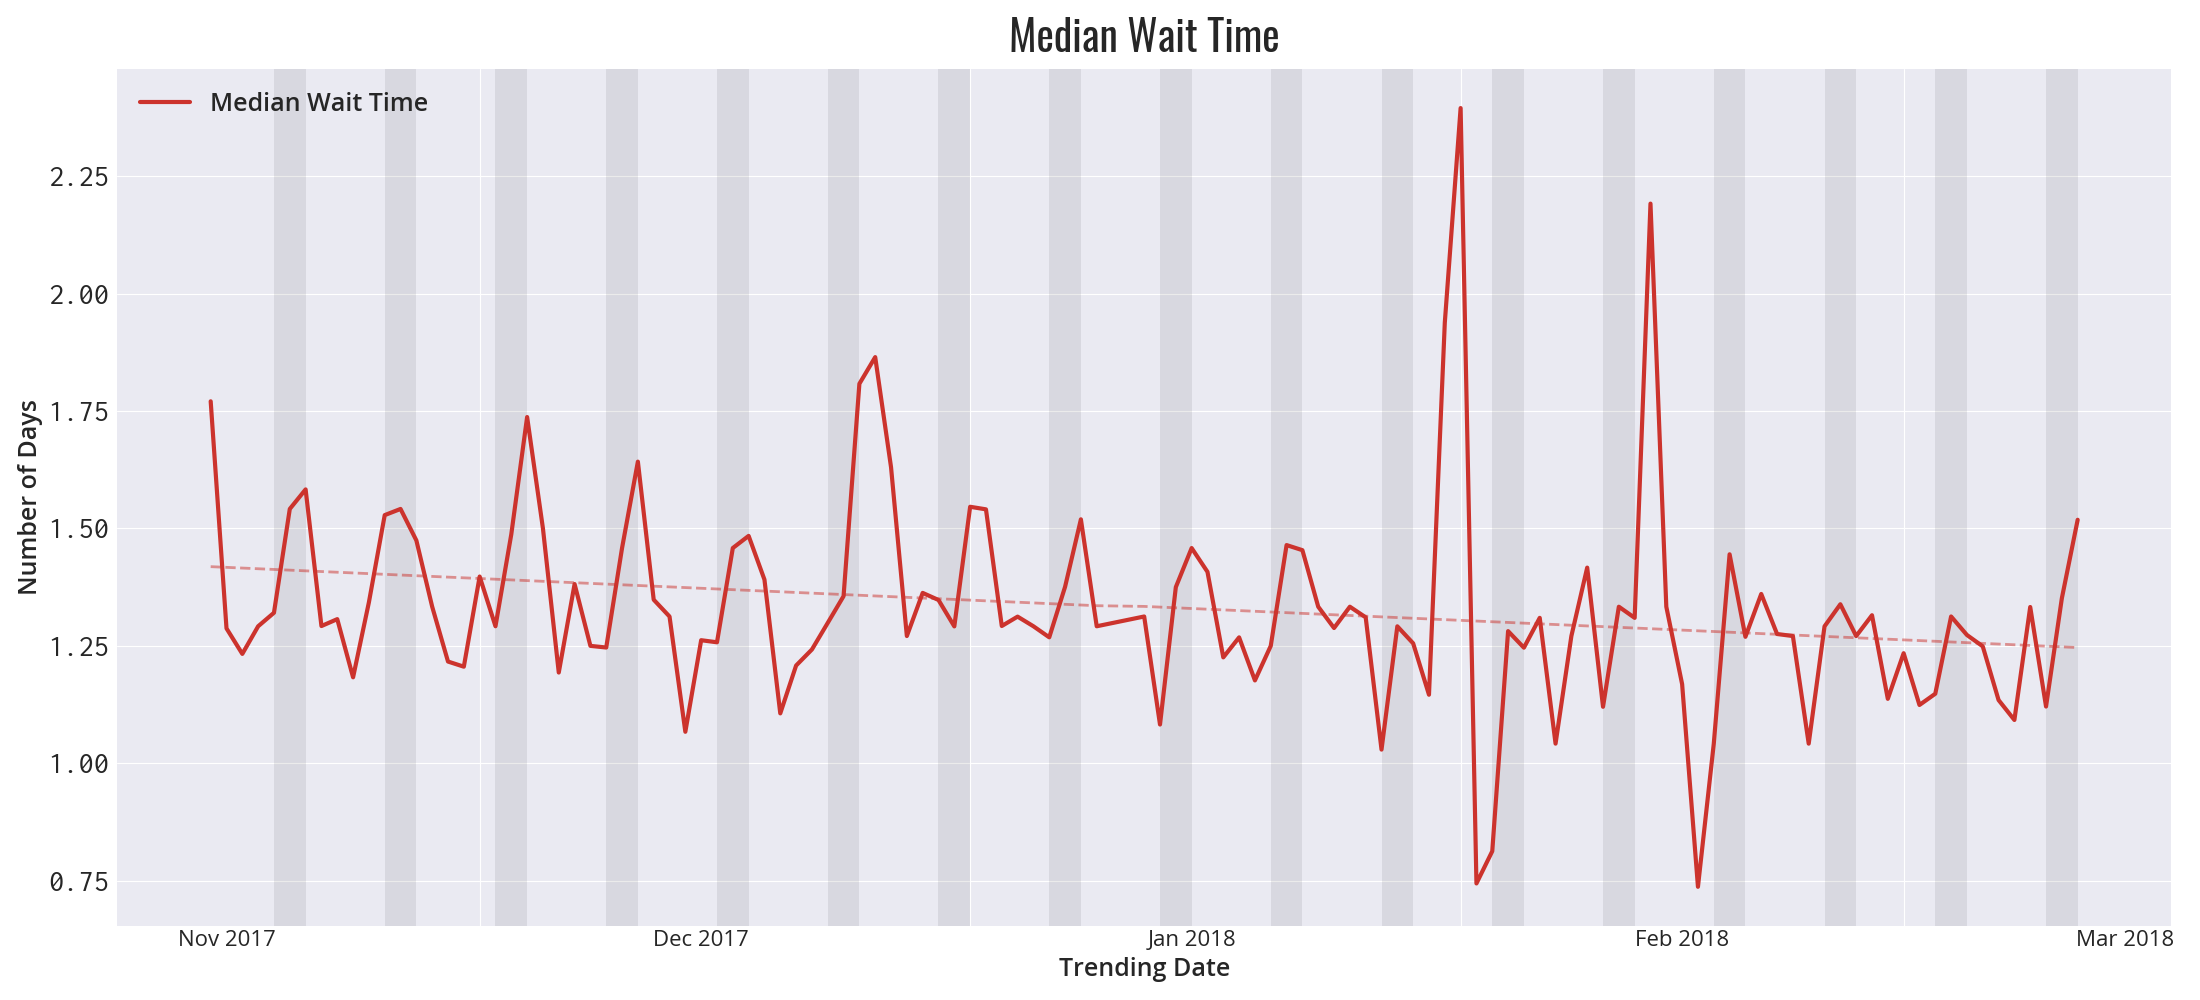 Median Wait Time
Median Wait Time
2.25
2.00
1.75
1.50
1.25
1.00
0.75
Number of Days
Nov 2017
Dec 2017
Jan 2018
Feb 2018
Mar 2018
Trending Date